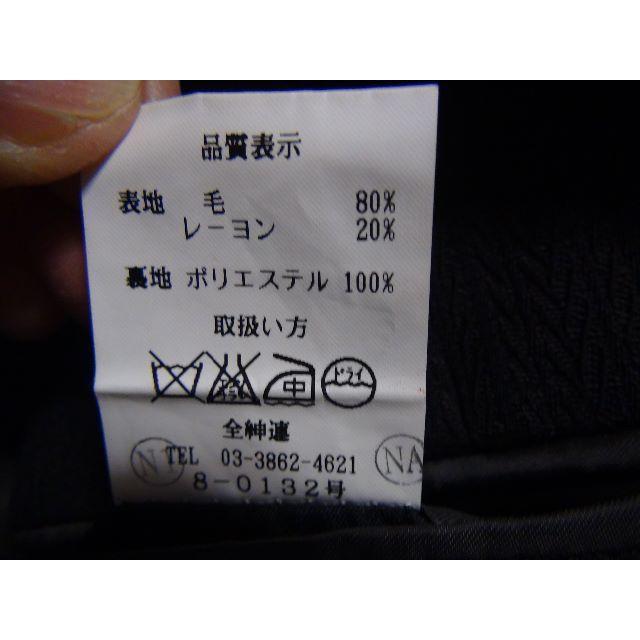 品質表示
表地 毛 80%
レーヨン 20%
裏地 ポリエステル 100%
取扱い方
中 ドライ
全紳連
N TEL 03-3862-4621 NA
8-0132号